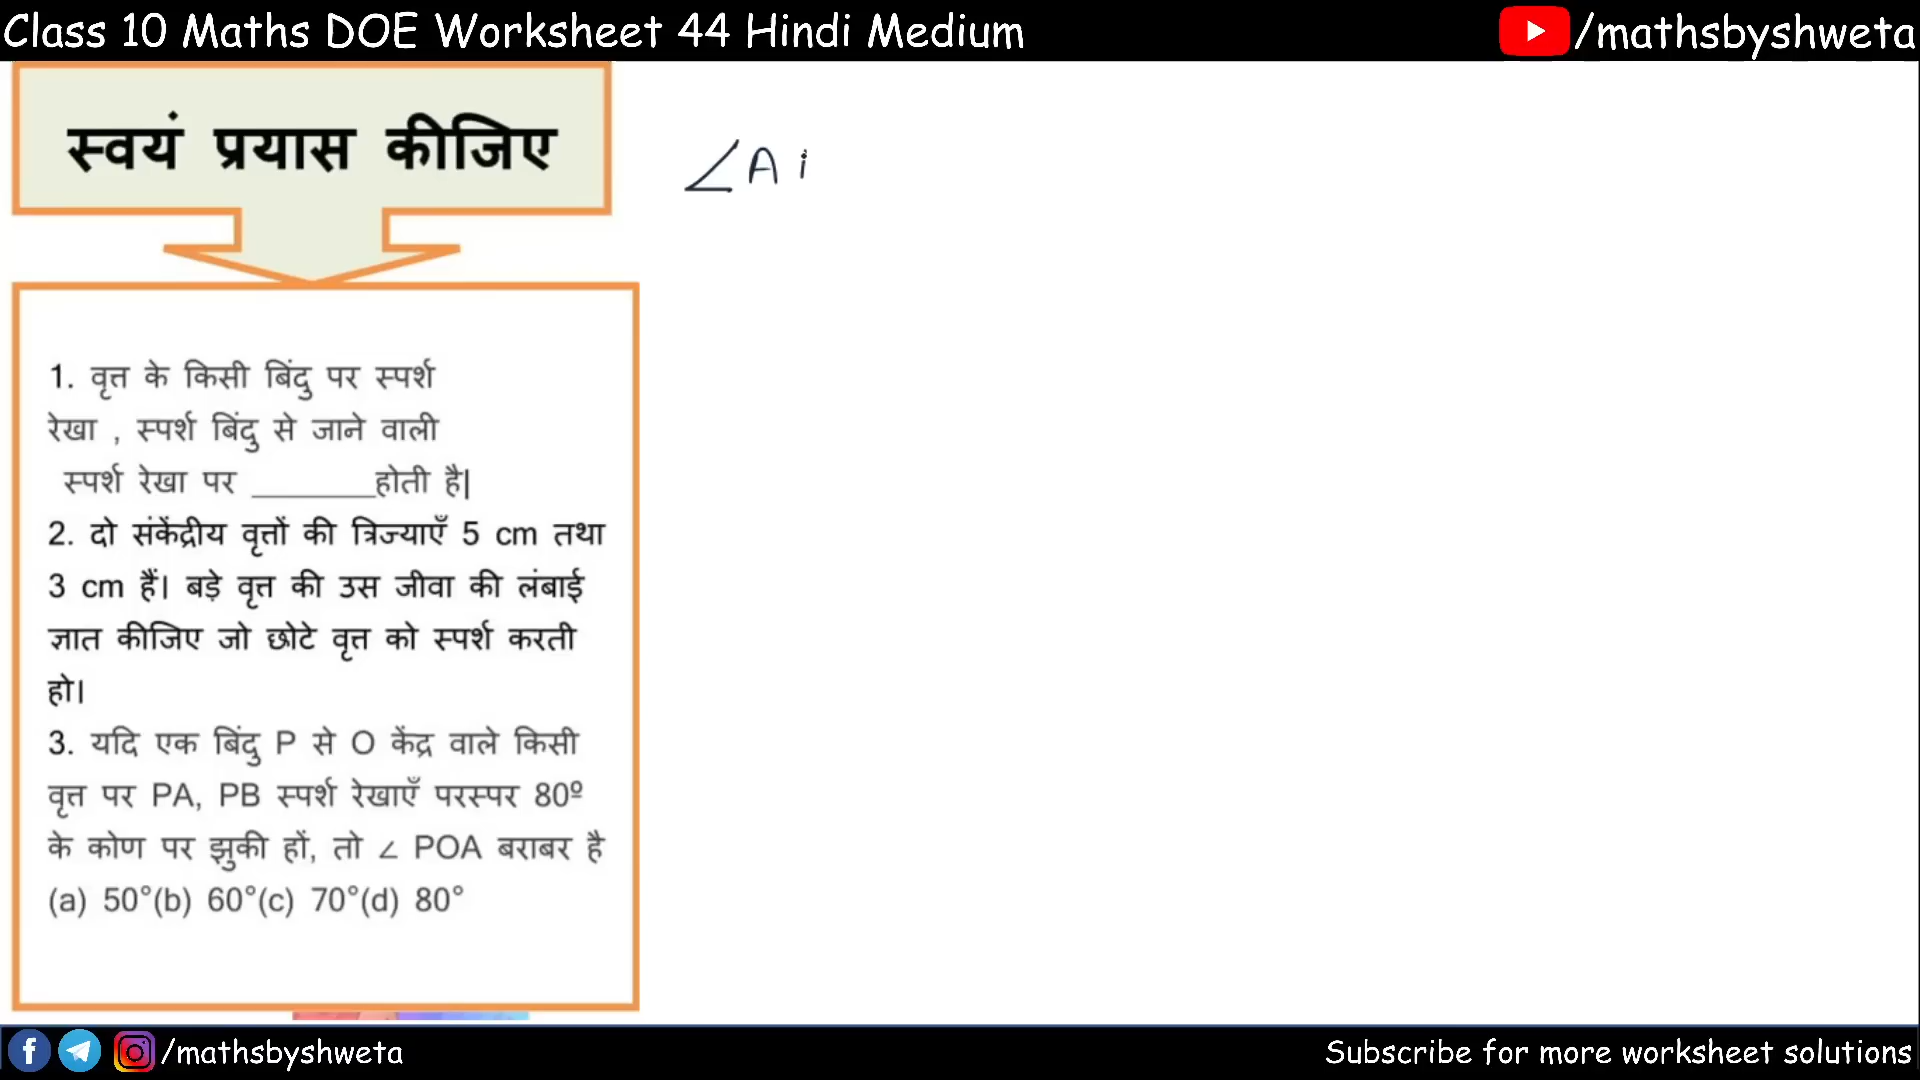 Class 10 Maths DOE Worksheet 44 Hindi Medium
/mathsbyshweta
स्वयं प्रयास कीजिए
∠A
1. वृत्त के किसी बिंदु पर स्पर्श
रेखा , स्पर्श बिंदु से जाने वाली
स्पर्श रेखा पर ________होती है|
2. दो संकेंद्रीय वृत्तों की त्रिज्याएँ 5 cm तथा
3 cm हैं। बड़े वृत्त की उस जीवा की लंबाई
ज्ञात कीजिए जो छोटे वृत्त को स्पर्श करती
हो।
3. यदि एक बिंदु P से O केंद्र वाले किसी
वृत्त पर PA, PB स्पर्श रेखाएँ परस्पर 80º
के कोण पर झुकी हों, तो ∠ POA बराबर है
(a) 50°(b) 60°(c) 70°(d) 80°
/mathsbyshweta
Subscribe for more worksheet solutions